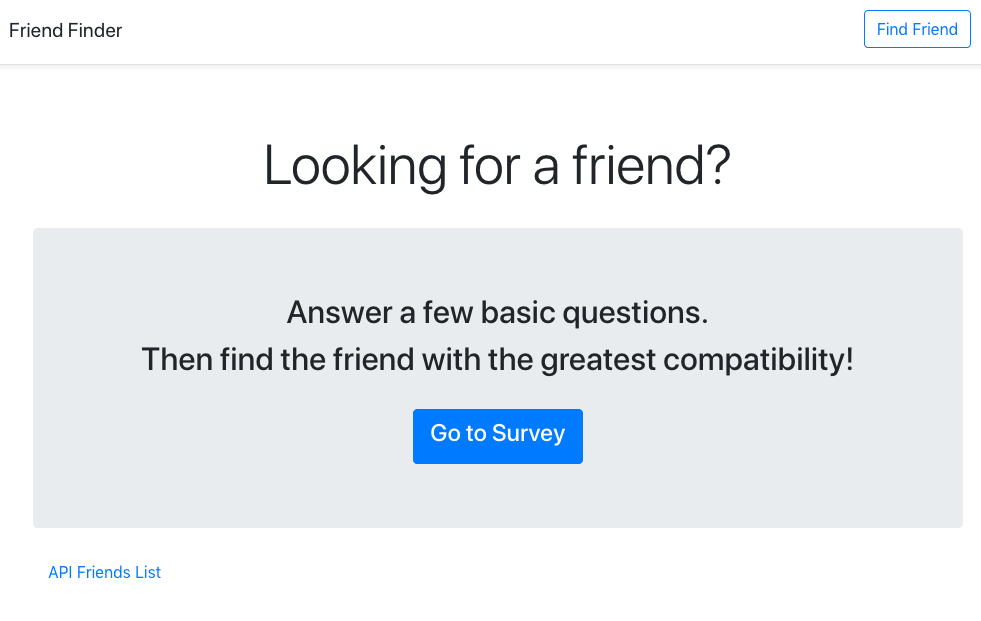 Friend Finder
Find Friend
Looking for a friend?
Answer a few basic questions.
Then find the friend with the greatest compatibility!
Go to Survey
API Friends List